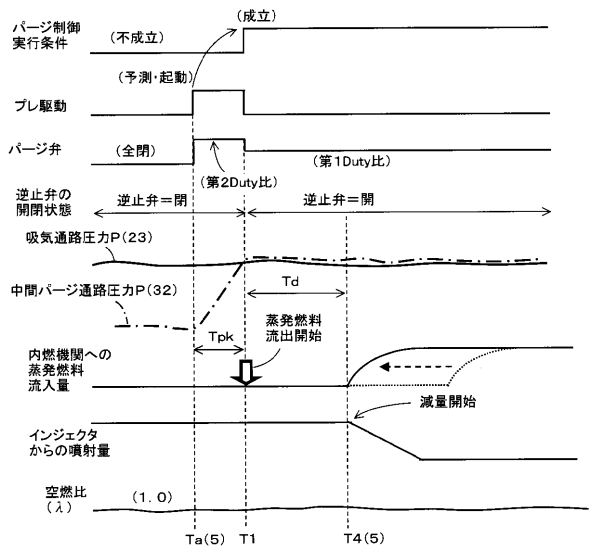 パージ制御
実行条件
(不成立)
(成立)
(予測・起動)
プレ駆動
パージ弁
(全閉)
(第2Duty比)
(第1Duty比)
逆止弁の
開閉状態
逆止弁=閉
逆止弁=開
吸気通路圧力P(23)
中間パージ通路圧力P(32)
Td
Tpk
蒸発燃料
流出開始
内燃機関への
蒸発燃料
流入量
減量開始
インジェクタ
からの噴射量
空燃比
(λ)
(1.0)
Ta(5)
T1
T4(5)